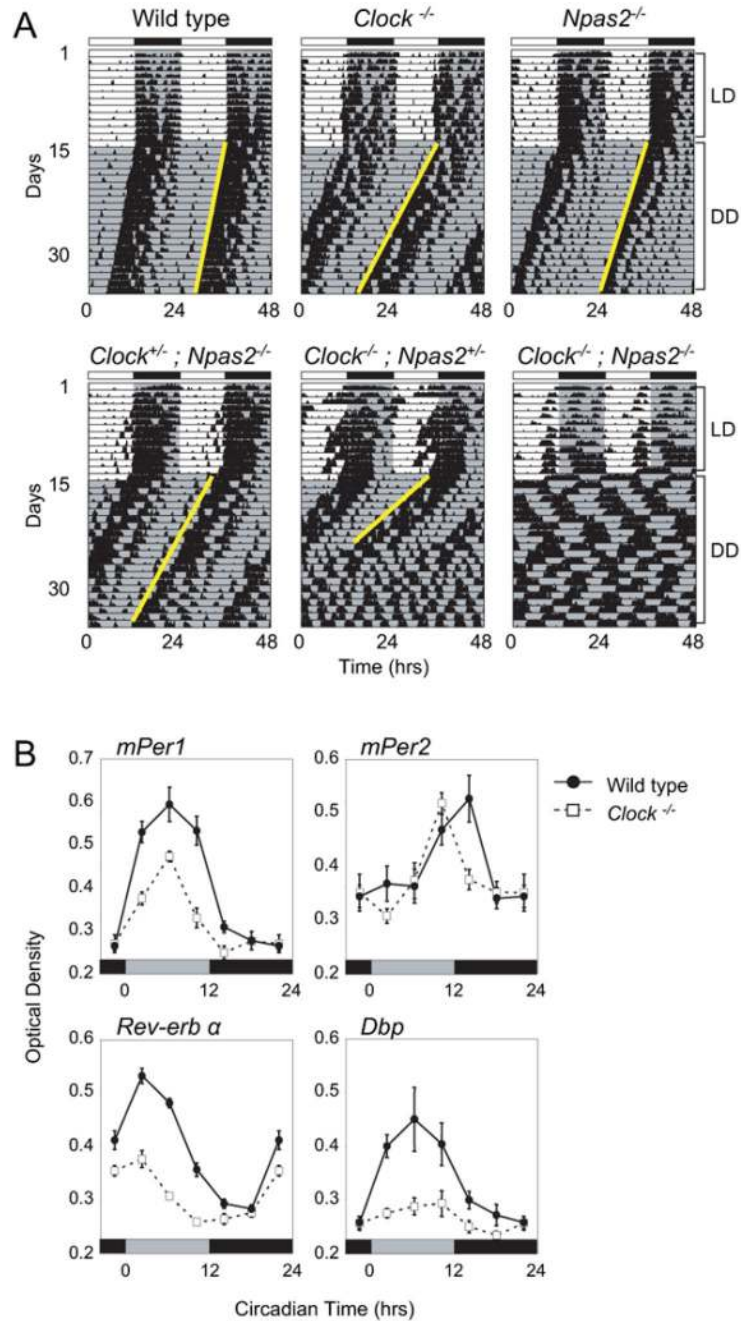 A
Wild type Clock -/- Npas2-/-
1
15
30
Days
LD
DD
0 24 48 0 24 48 0 24 48
Clock+/- ; Npas2-/- Clock-/- ; Npas2+/- Clock-/- ; Npas2-/-
1
15
30
Days
LD
DD
0 24 48 0 24 48 0 24 48
Time (hrs)
B
mPer1 mPer2
0.7
0.6
0.5
0.4
0.3
0.2
0 12 24
0.6
0.5
0.4
0.3
0.2
0 12 24
Wild type
Clock -/-
Optical Density
Rev-erb α Dbp
0.6
0.5
0.4
0.3
0.2
0 12 24
0.6
0.5
0.4
0.3
0.2
0 12 24
Circadian Time (hrs)